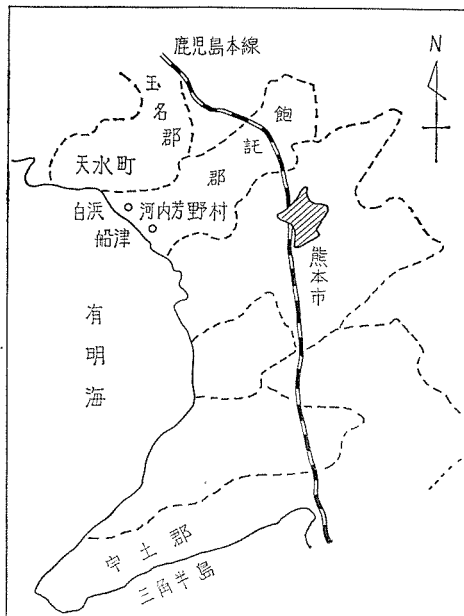 鹿児島本線
N
玉名郡
飽託郡
天水町
白浜
河内芳野村
船津
熊本市
有明海
宇土郡
三角半島